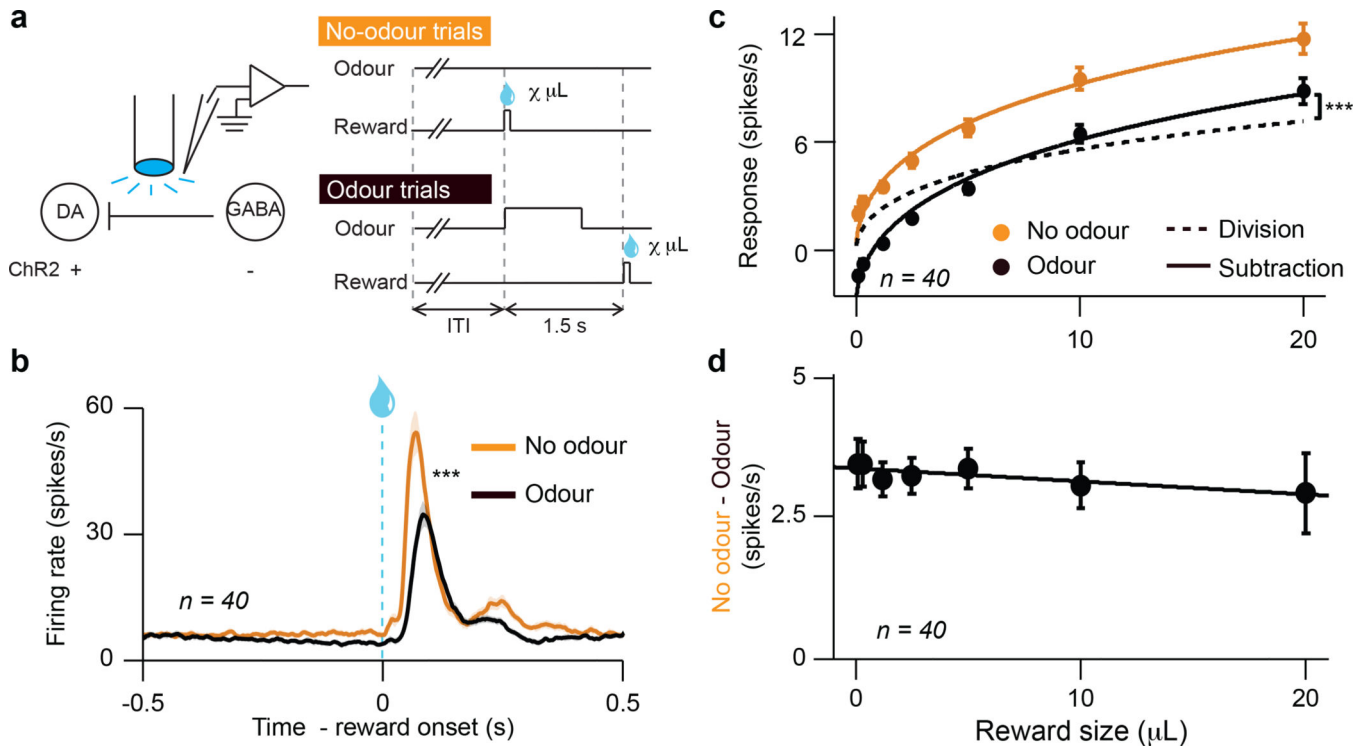 a
No-odour trials
Odour
χ μL
Reward
Odour trials
Odour
χ μL
Reward
ITI
1.5 s
DA
GABA
ChR2 +
-
b
60
30
0
Firing rate (spikes/s)
No odour
***
Odour
n = 40
-0.5
0
0.5
Time - reward onset (s)
c
12
6
0
Response (spikes/s)
***
No odour
Division
Odour
Subtraction
n = 40
0
10
20
d
5
2.5
0
No odour - Odour
(spikes/s)
n = 40
0
10
20
Reward size (μL)